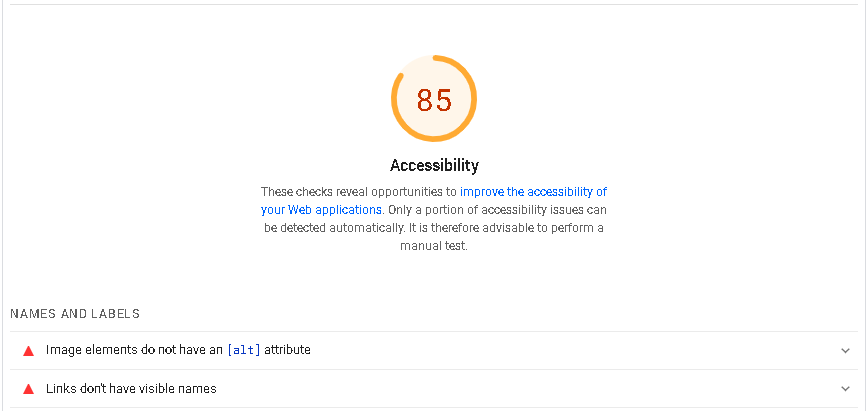 85
Accessibility
These checks reveal opportunities to improve the accessibility of
your Web applications. Only a portion of accessibility issues can
be detected automatically. It is therefore advisable to perform a
manual test.
NAMES AND LABELS
Image elements do not have an [alt] attribute
Links don't have visible names